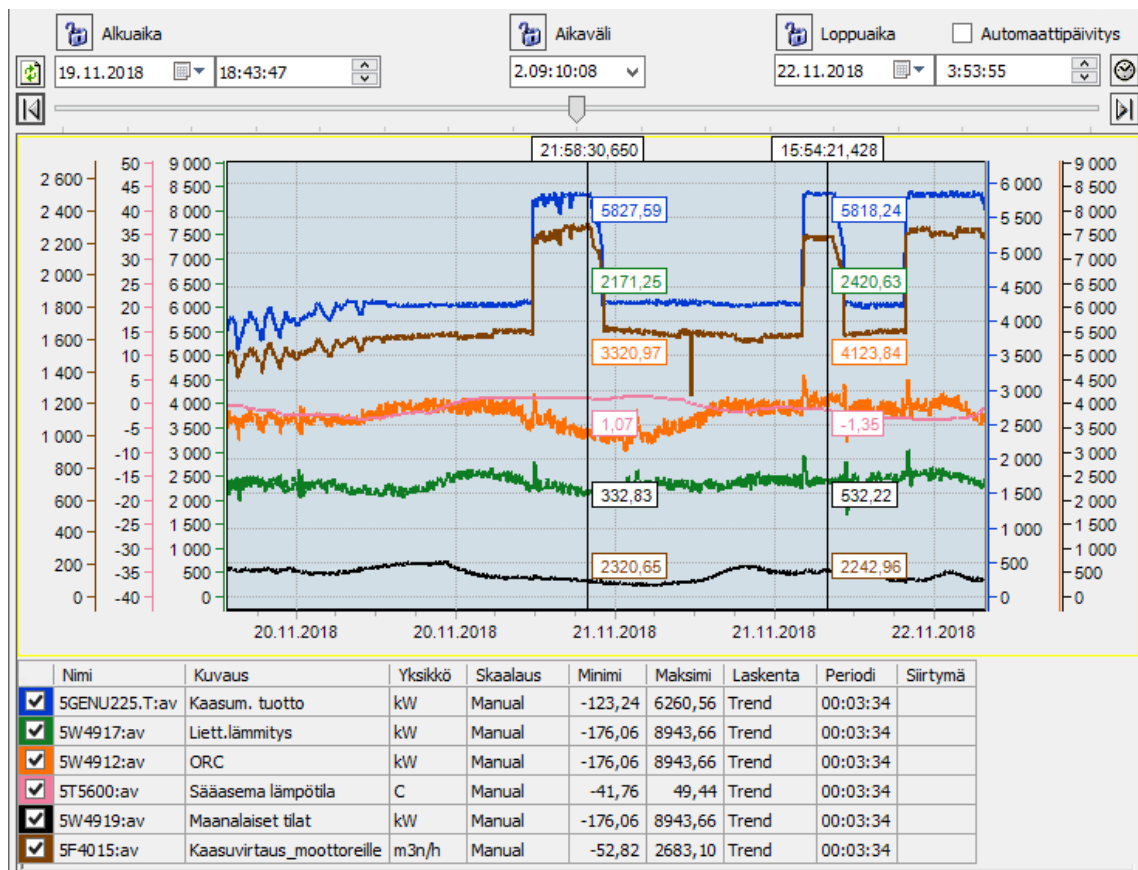 Alkuaika Aikaväli Loppuaika Automaattipäivitys
19.11.2018 18:43:47 2.09:10:08 22.11.2018 3:53:55
21:58:30,650 15:54:21,428
2 600 2 400 2 200 2 000 1 800 1 600 1 400 1 200 1 000 800 600 400 200 0
50 45 40 35 30 25 20 15 10 5 0 -5 -10 -15 -20 -25 -30 -35 -40
9 000 8 500 8 000 7 500 7 000 6 500 6 000 5 500 5 000 4 500 4 000 3 500 3 000 2 500 2 000 1 500 1 000 500 0
5827,59 5818,24
2171,25 2420,63
3320,97 4123,84
1,07 -1,35
332,83 532,22
2320,65 2242,96
6 000 5 500 5 000 4 500 4 000 3 500 3 000 2 500 2 000 1 500 1 000 500 0
9 000 8 500 8 000 7 500 7 000 6 500 6 000 5 500 5 000 4 500 4 000 3 500 3 000 2 500 2 000 1 500 1 000 500 0
20.11.2018 20.11.2018 21.11.2018 21.11.2018 22.11.2018
Nimi Kuvaus Yksikkö Skaalaus Minimi Maksimi Laskenta Periodi Siirtymä
5GENU225.T:av Kaasum. tuotto kW Manual -123,24 6260,56 Trend 00:03:34
5W4917:av Liett.lämmitys kW Manual -176,06 8943,66 Trend 00:03:34
5W4912:av ORC kW Manual -176,06 8943,66 Trend 00:03:34
5T5600:av Sääasema lämpötila C Manual -41,76 49,44 Trend 00:03:34
5W4919:av Maanalaiset tilat kW Manual -176,06 8943,66 Trend 00:03:34
5F4015:av Kaasuvirtaus_moottoreille m3n/h Manual -52,82 2683,10 Trend 00:03:34